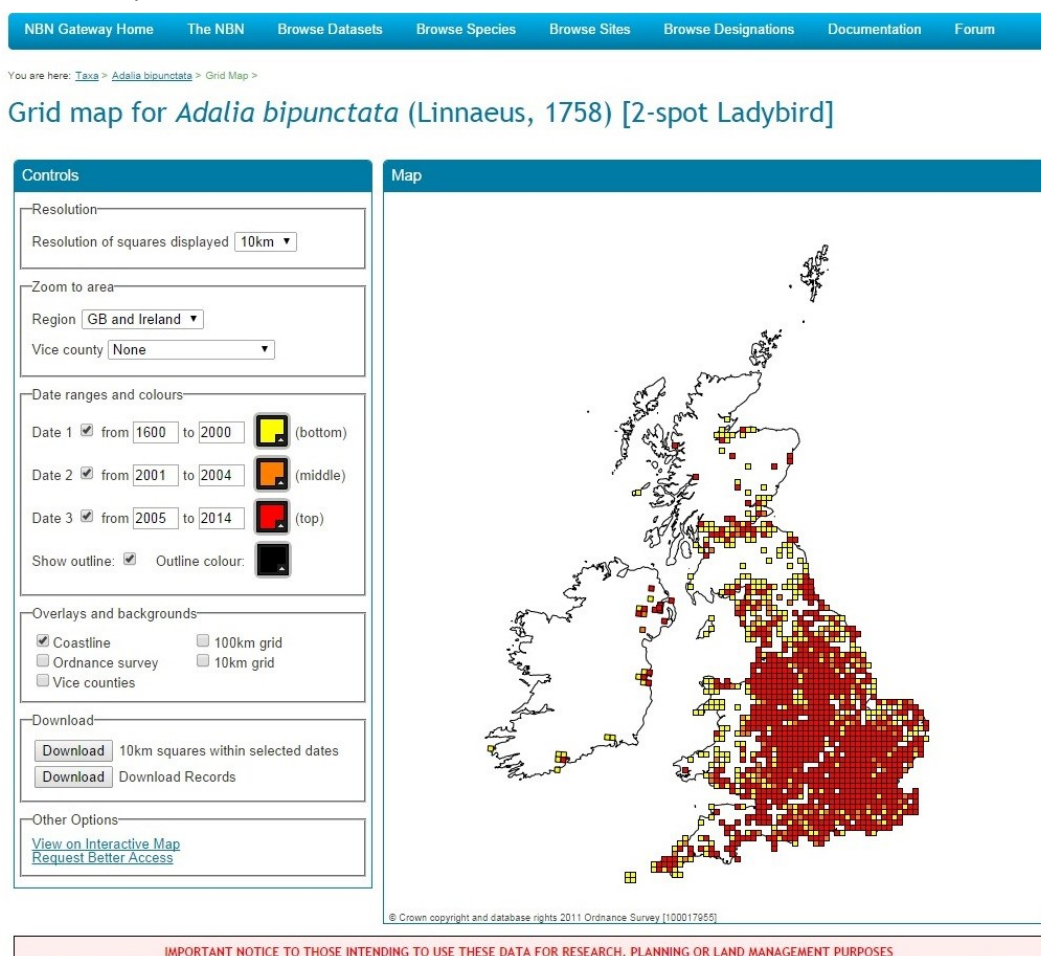 NBN Gateway Home The NBN Browse Datasets Browse Species Browse Sites Browse Designations Documentation Forum
You are here: Taxa > Adalia bipunctata > Grid Map >
Grid map for Adalia bipunctata (Linnaeus, 1758) [2-spot Ladybird]
Controls
Resolution
Resolution of squares displayed 10km
Zoom to area
Region GB and Ireland
Vice county None
Date ranges and colours
Date 1 from 1600 to 2000 (bottom)
Date 2 from 2001 to 2004 (middle)
Date 3 from 2005 to 2014 (top)
Show outline: Outline colour:
Overlays and backgrounds
Coastline 100km grid
Ordnance survey 10km grid
Vice counties
Download
Download 10km squares within selected dates
Download Download Records
Other Options
View on Interactive Map
Request Better Access
Map
© Crown copyright and database rights 2011 Ordnance Survey [100017955]
IMPORTANT NOTICE TO THOSE INTENDING TO USE THESE DATA FOR RESEARCH, PLANNING OR LAND MANAGEMENT PURPOSES